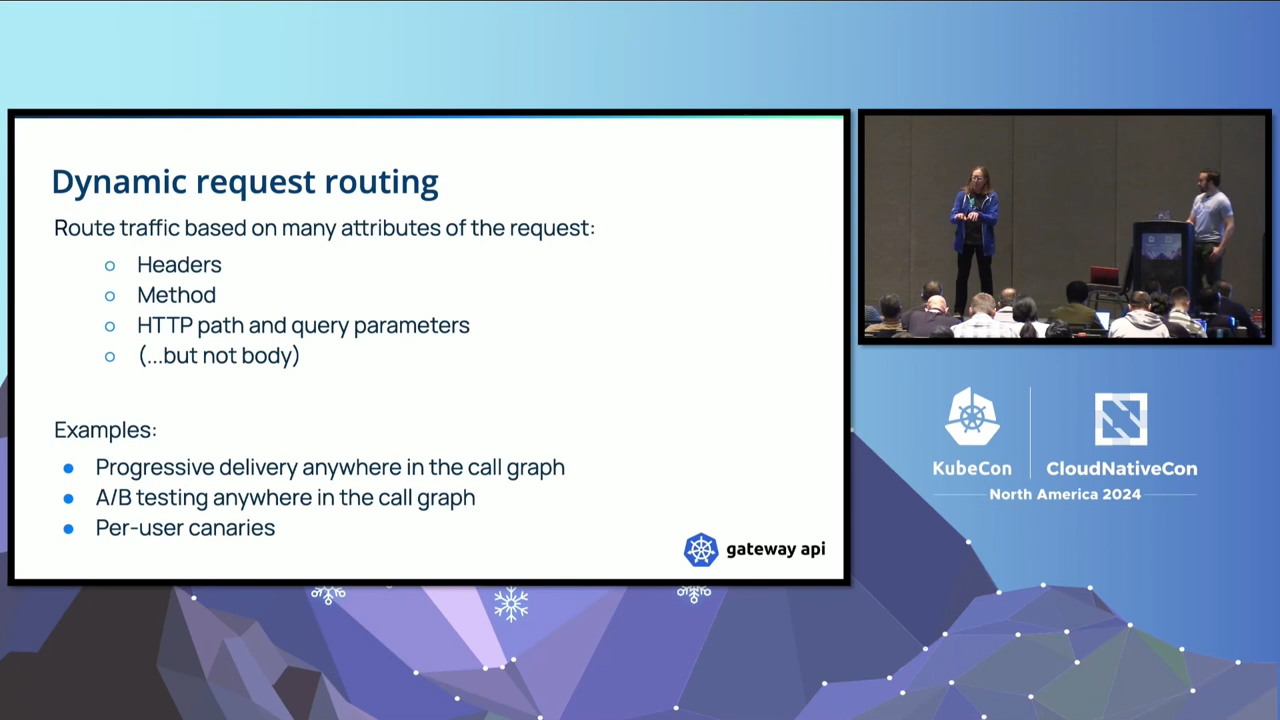 Dynamic request routing
Route traffic based on many attributes of the request:
Headers
Method
HTTP path and query parameters
(...but not body)
Examples:
Progressive delivery anywhere in the call graph
A/B testing anywhere in the call graph
Per-user canaries
gateway api
KubeCon
CloudNativeCon
North America 2024